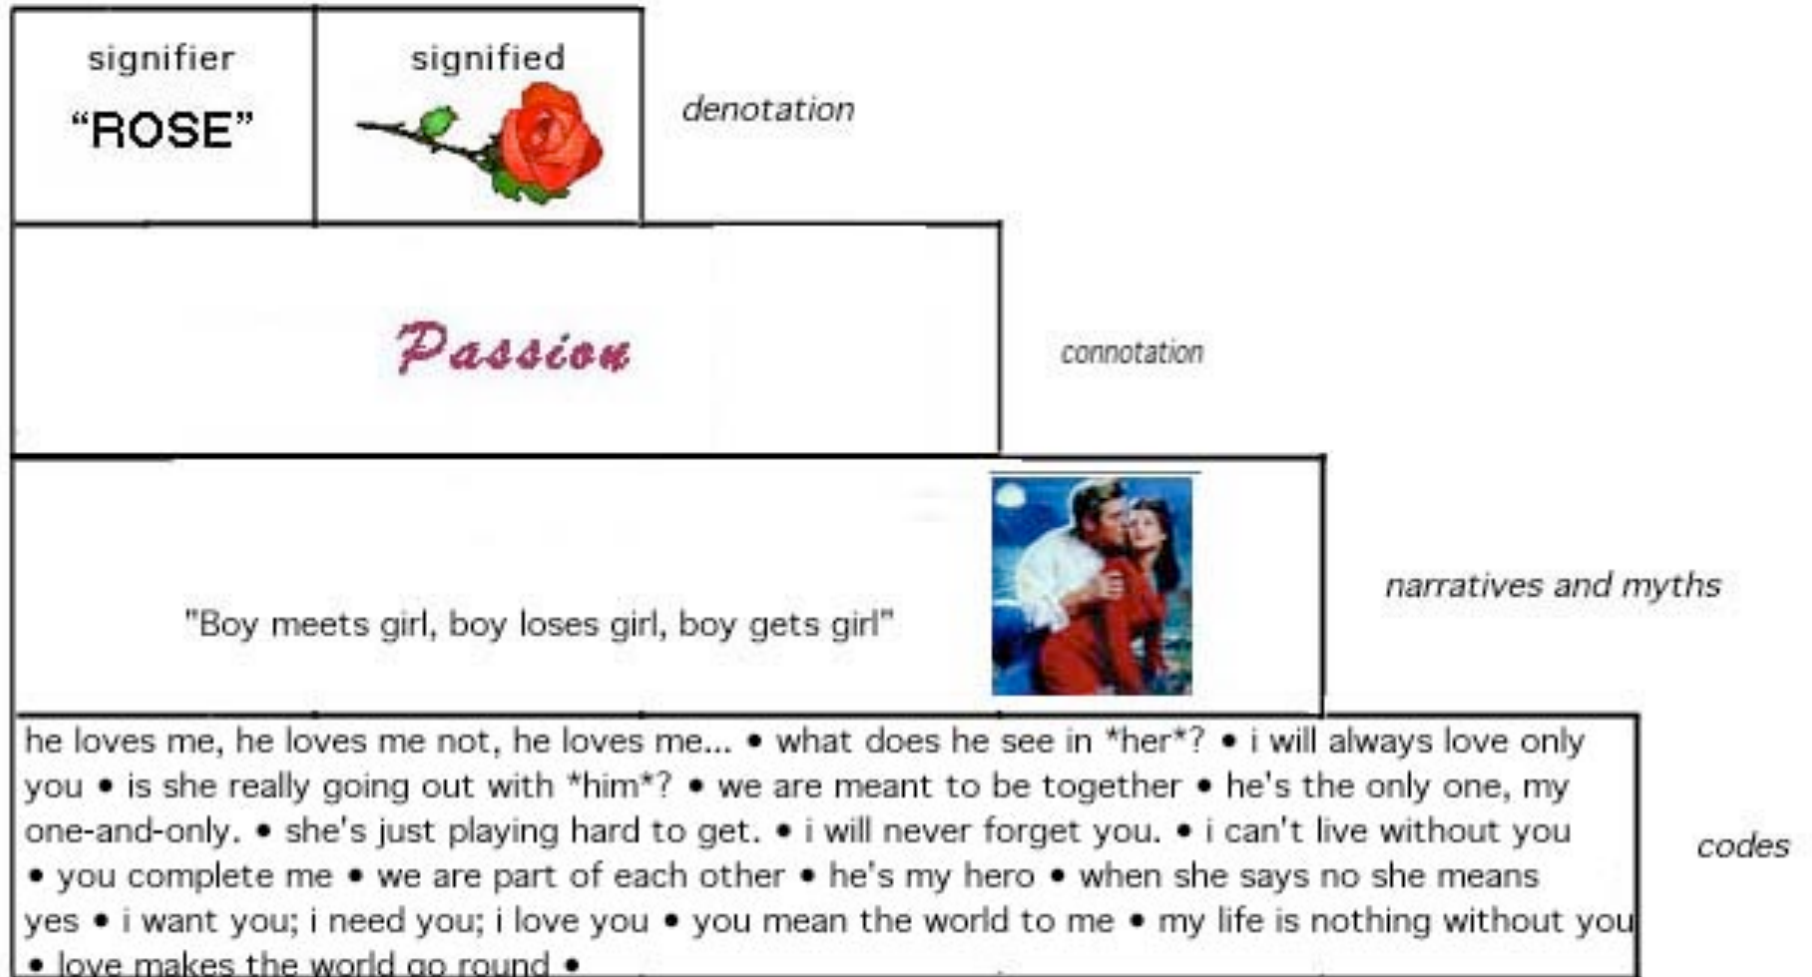 signifier
signified
“ROSE”
denotation
Passion
connotation
"Boy meets girl, boy loses girl, boy gets girl"
narratives and myths
he loves me, he loves me not, he loves me... • what does he see in *her*? • i will always love only
you • is she really going out with *him*? • we are meant to be together • he's the only one, my
one-and-only. • she's just playing hard to get. • i will never forget you. • i can't live without you
• you complete me • we are part of each other • he's my hero • when she says no she means
yes • i want you; i need you; i love you • you mean the world to me • my life is nothing without you
• love makes the world go round •
codes